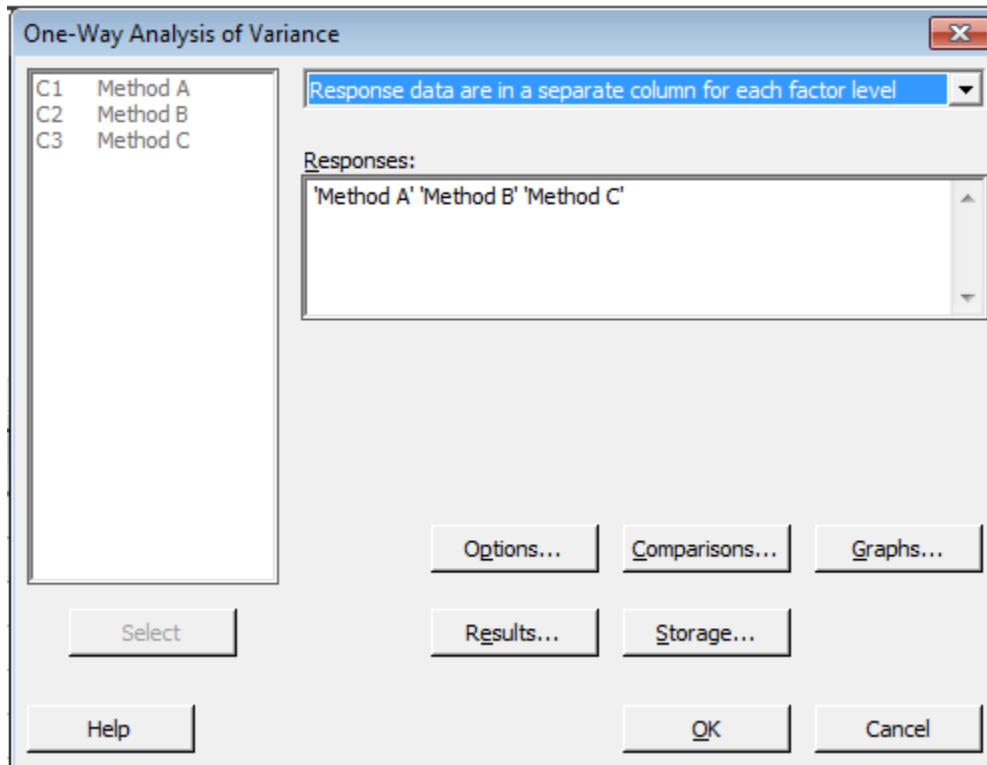 One-Way Analysis of Variance
C1 Method A
C2 Method B
C3 Method C
Response data are in a separate column for each factor level
Responses:
'Method A' 'Method B' 'Method C'
Options...
Comparisons...
Graphs...
Select
Results...
Storage...
Help
OK
Cancel